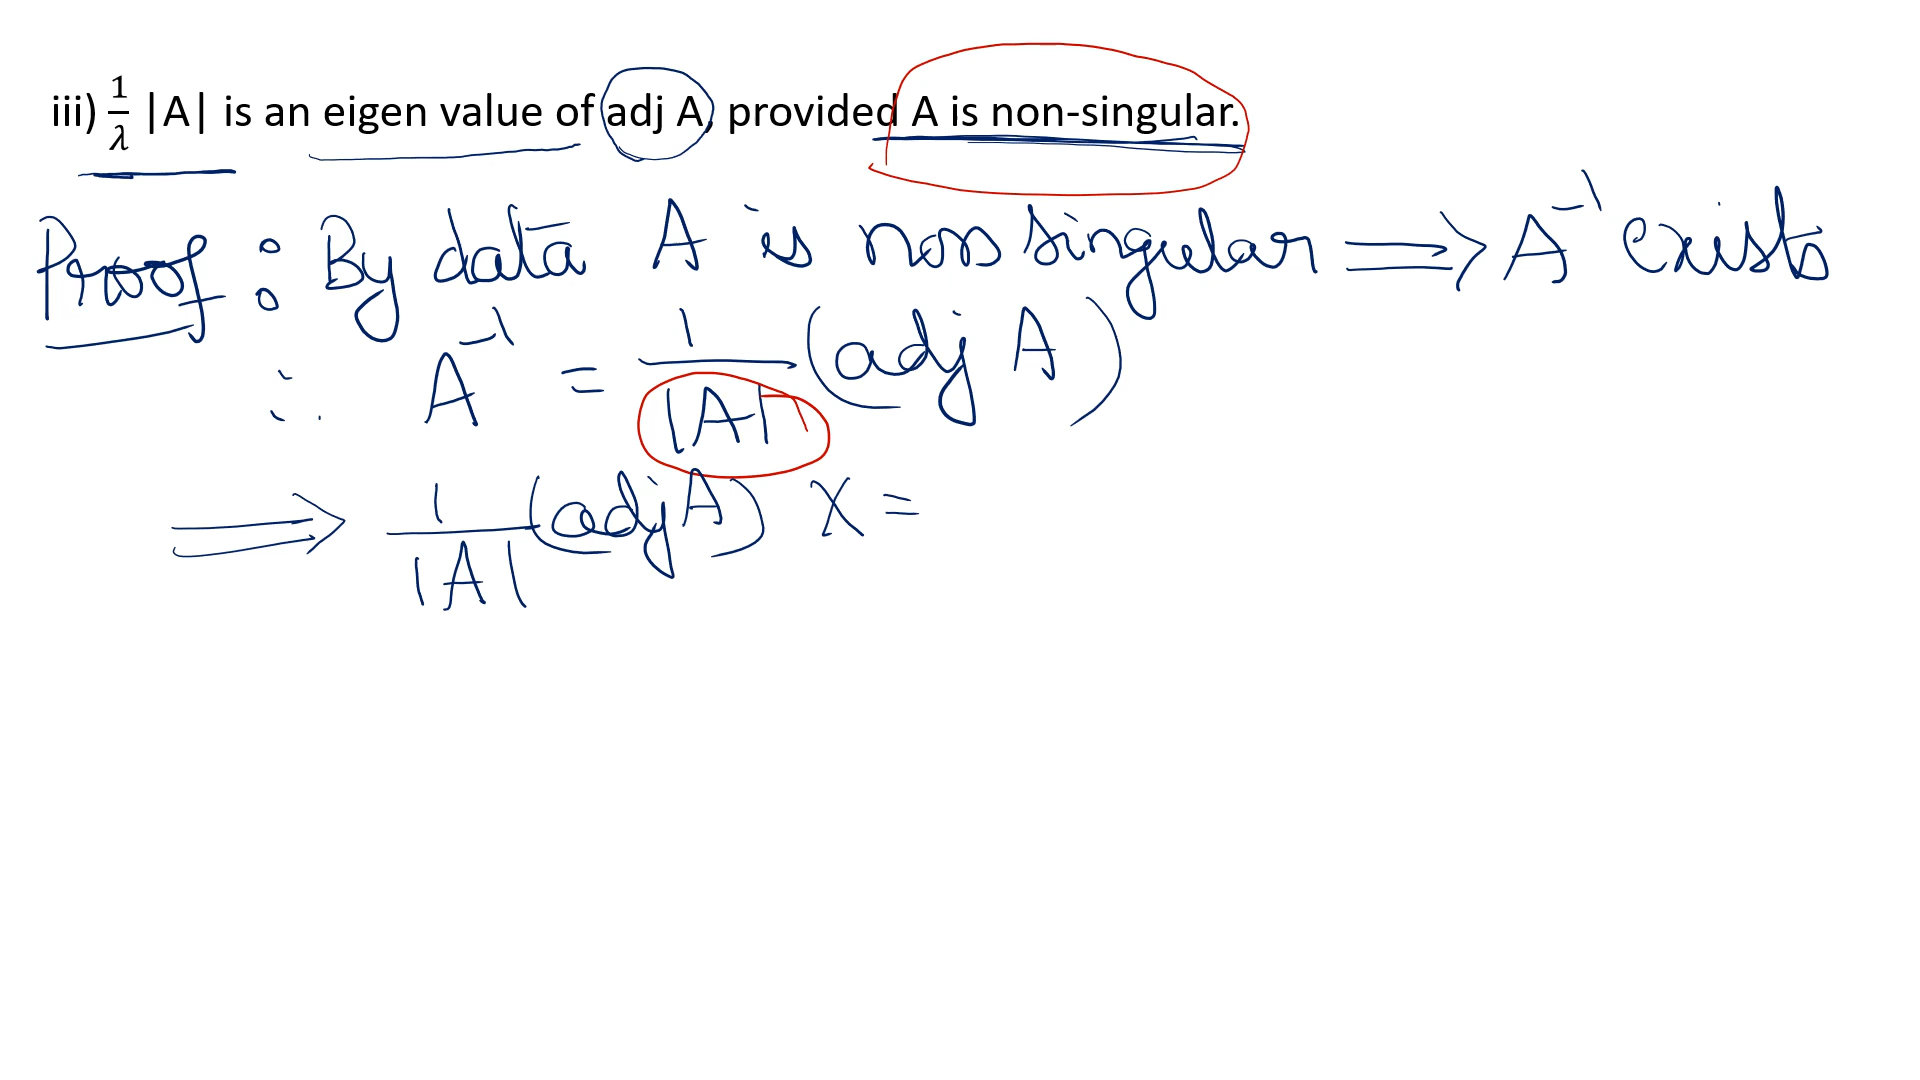 iii) 1/λ |A| is an eigen value of adj A, provided A is non-singular.
Proof : By data A is non singular ⟹ A⁻¹ exists
∴ A⁻¹ = 1/|A| (adj A)
⟹ 1/|A| (adj A) X =